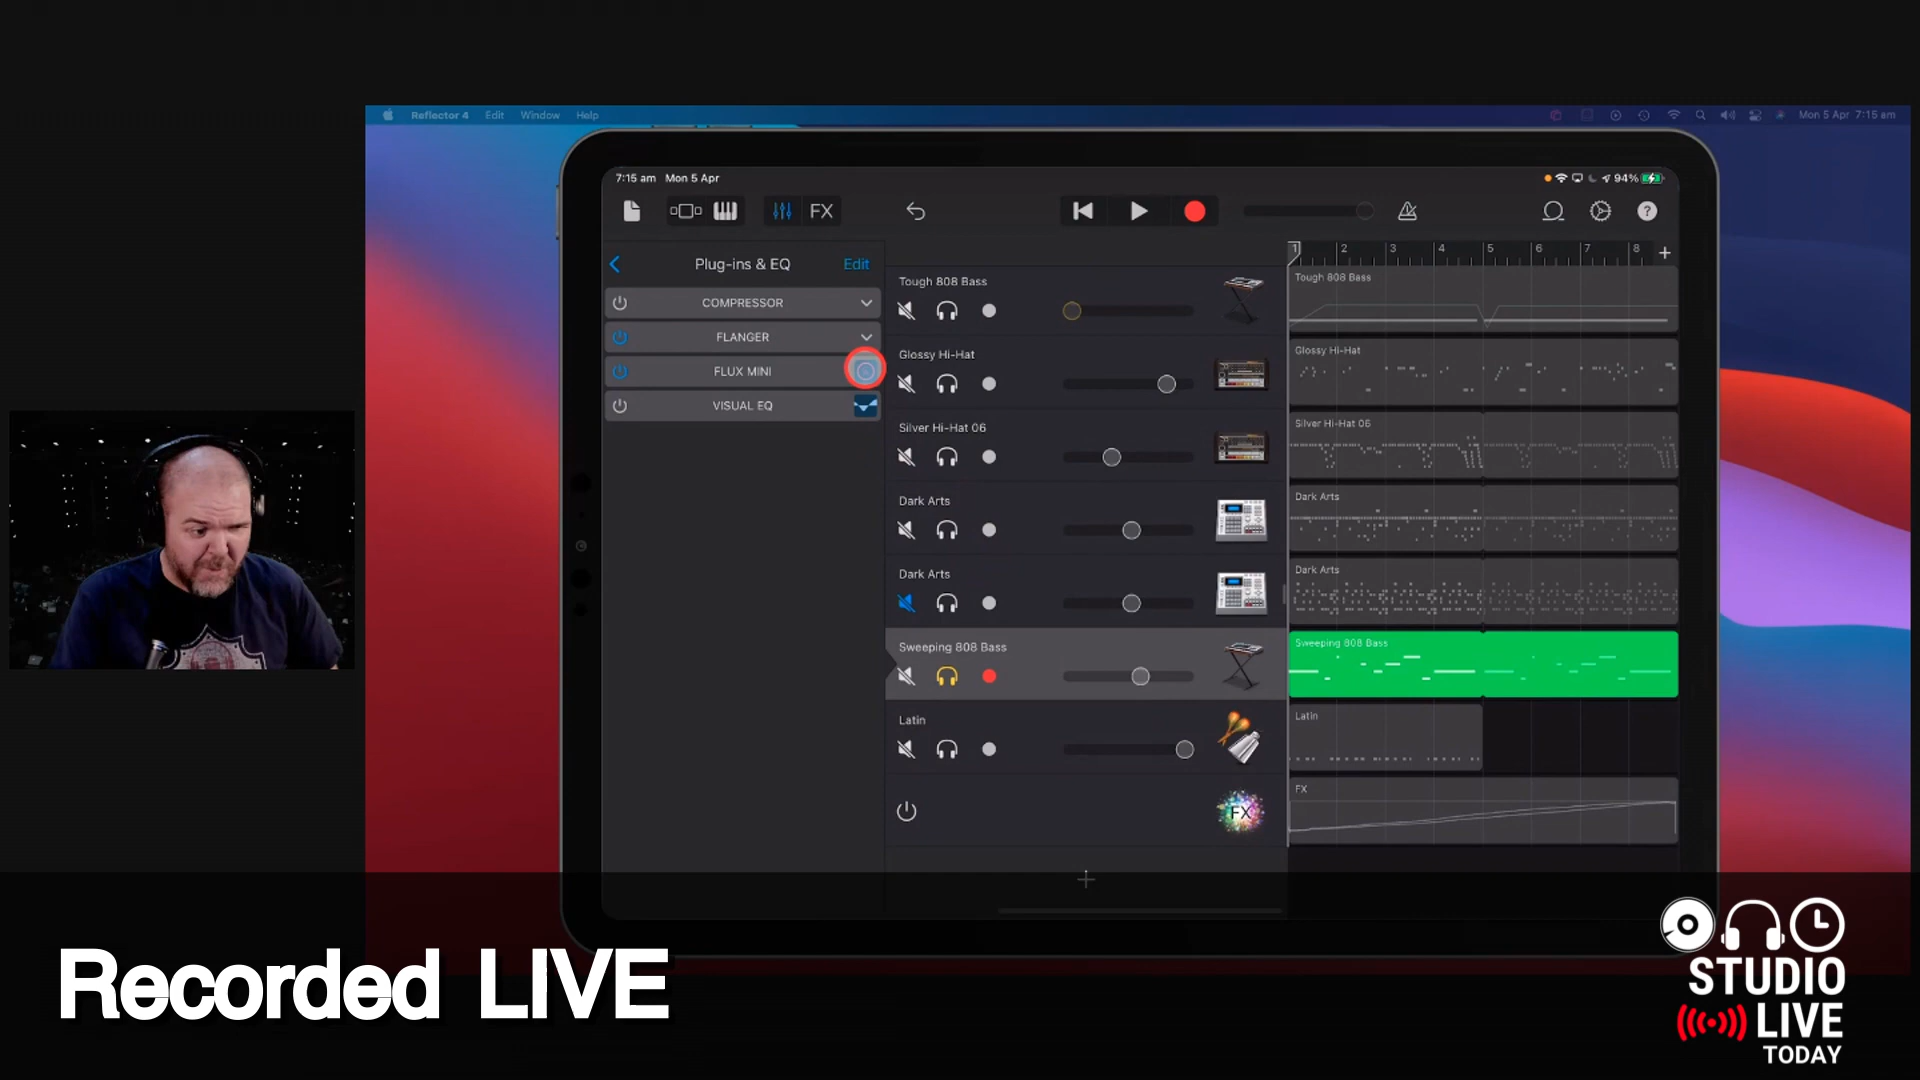 Reflector 4 Edit Window Help
Mon 5 Apr 7:15 am
7:15 am Mon 5 Apr
94%
FX
?
Plug-ins & EQ
Edit
COMPRESSOR
FLANGER
FLUX MINI
VISUAL EQ
1 2 3 4 5 6 7 8 +
Tough 808 Bass
Glossy Hi-Hat
Silver Hi-Hat 06
Dark Arts
Dark Arts
Sweeping 808 Bass
Latin
FX
Tough 808 Bass
Glossy Hi-Hat
Silver Hi-Hat 06
Dark Arts
Dark Arts
Sweeping 808 Bass
Latin
FX
+
Recorded LIVE
STUDIO
LIVE
TODAY